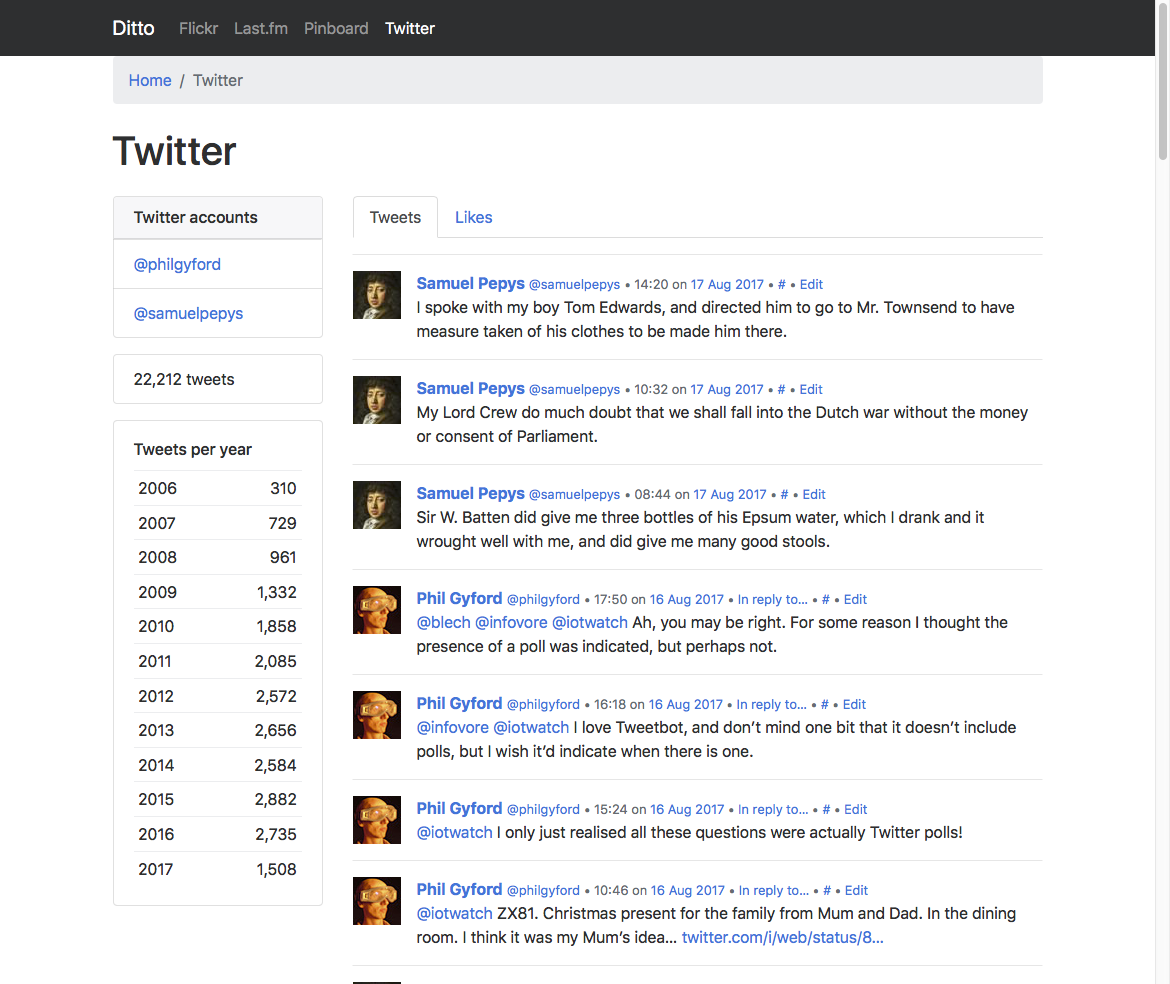 Ditto Flickr Last.fm Pinboard Twitter
Home / Twitter
Twitter
Twitter accounts
@philgyford
@samuelpepys
22,212 tweets
Tweets per year
2006 310
2007 729
2008 961
2009 1,332
2010 1,858
2011 2,085
2012 2,572
2013 2,656
2014 2,584
2015 2,882
2016 2,735
2017 1,508
Tweets Likes
Samuel Pepys @samuelpepys • 14:20 on 17 Aug 2017 • # • Edit
I spoke with my boy Tom Edwards, and directed him to go to Mr. Townsend to have
measure taken of his clothes to be made him there.
Samuel Pepys @samuelpepys • 10:32 on 17 Aug 2017 • # • Edit
My Lord Crew do much doubt that we shall fall into the Dutch war without the money
or consent of Parliament.
Samuel Pepys @samuelpepys • 08:44 on 17 Aug 2017 • # • Edit
Sir W. Batten did give me three bottles of his Epsum water, which I drank and it
wrought well with me, and did give me many good stools.
Phil Gyford @philgyford • 17:50 on 16 Aug 2017 • In reply to… • # • Edit
@blech @infovore @iotwatch Ah, you may be right. For some reason I thought the
presence of a poll was indicated, but perhaps not.
Phil Gyford @philgyford • 16:18 on 16 Aug 2017 • In reply to… • # • Edit
@infovore @iotwatch I love Tweetbot, and don’t mind one bit that it doesn’t include
polls, but I wish it’d indicate when there is one.
Phil Gyford @philgyford • 15:24 on 16 Aug 2017 • In reply to… • # • Edit
@iotwatch I only just realised all these questions were actually Twitter polls!
Phil Gyford @philgyford • 10:46 on 16 Aug 2017 • In reply to… • # • Edit
@iotwatch ZX81. Christmas present for the family from Mum and Dad. In the dining
room. I think it was my Mum’s idea… twitter.com/i/web/status/8…